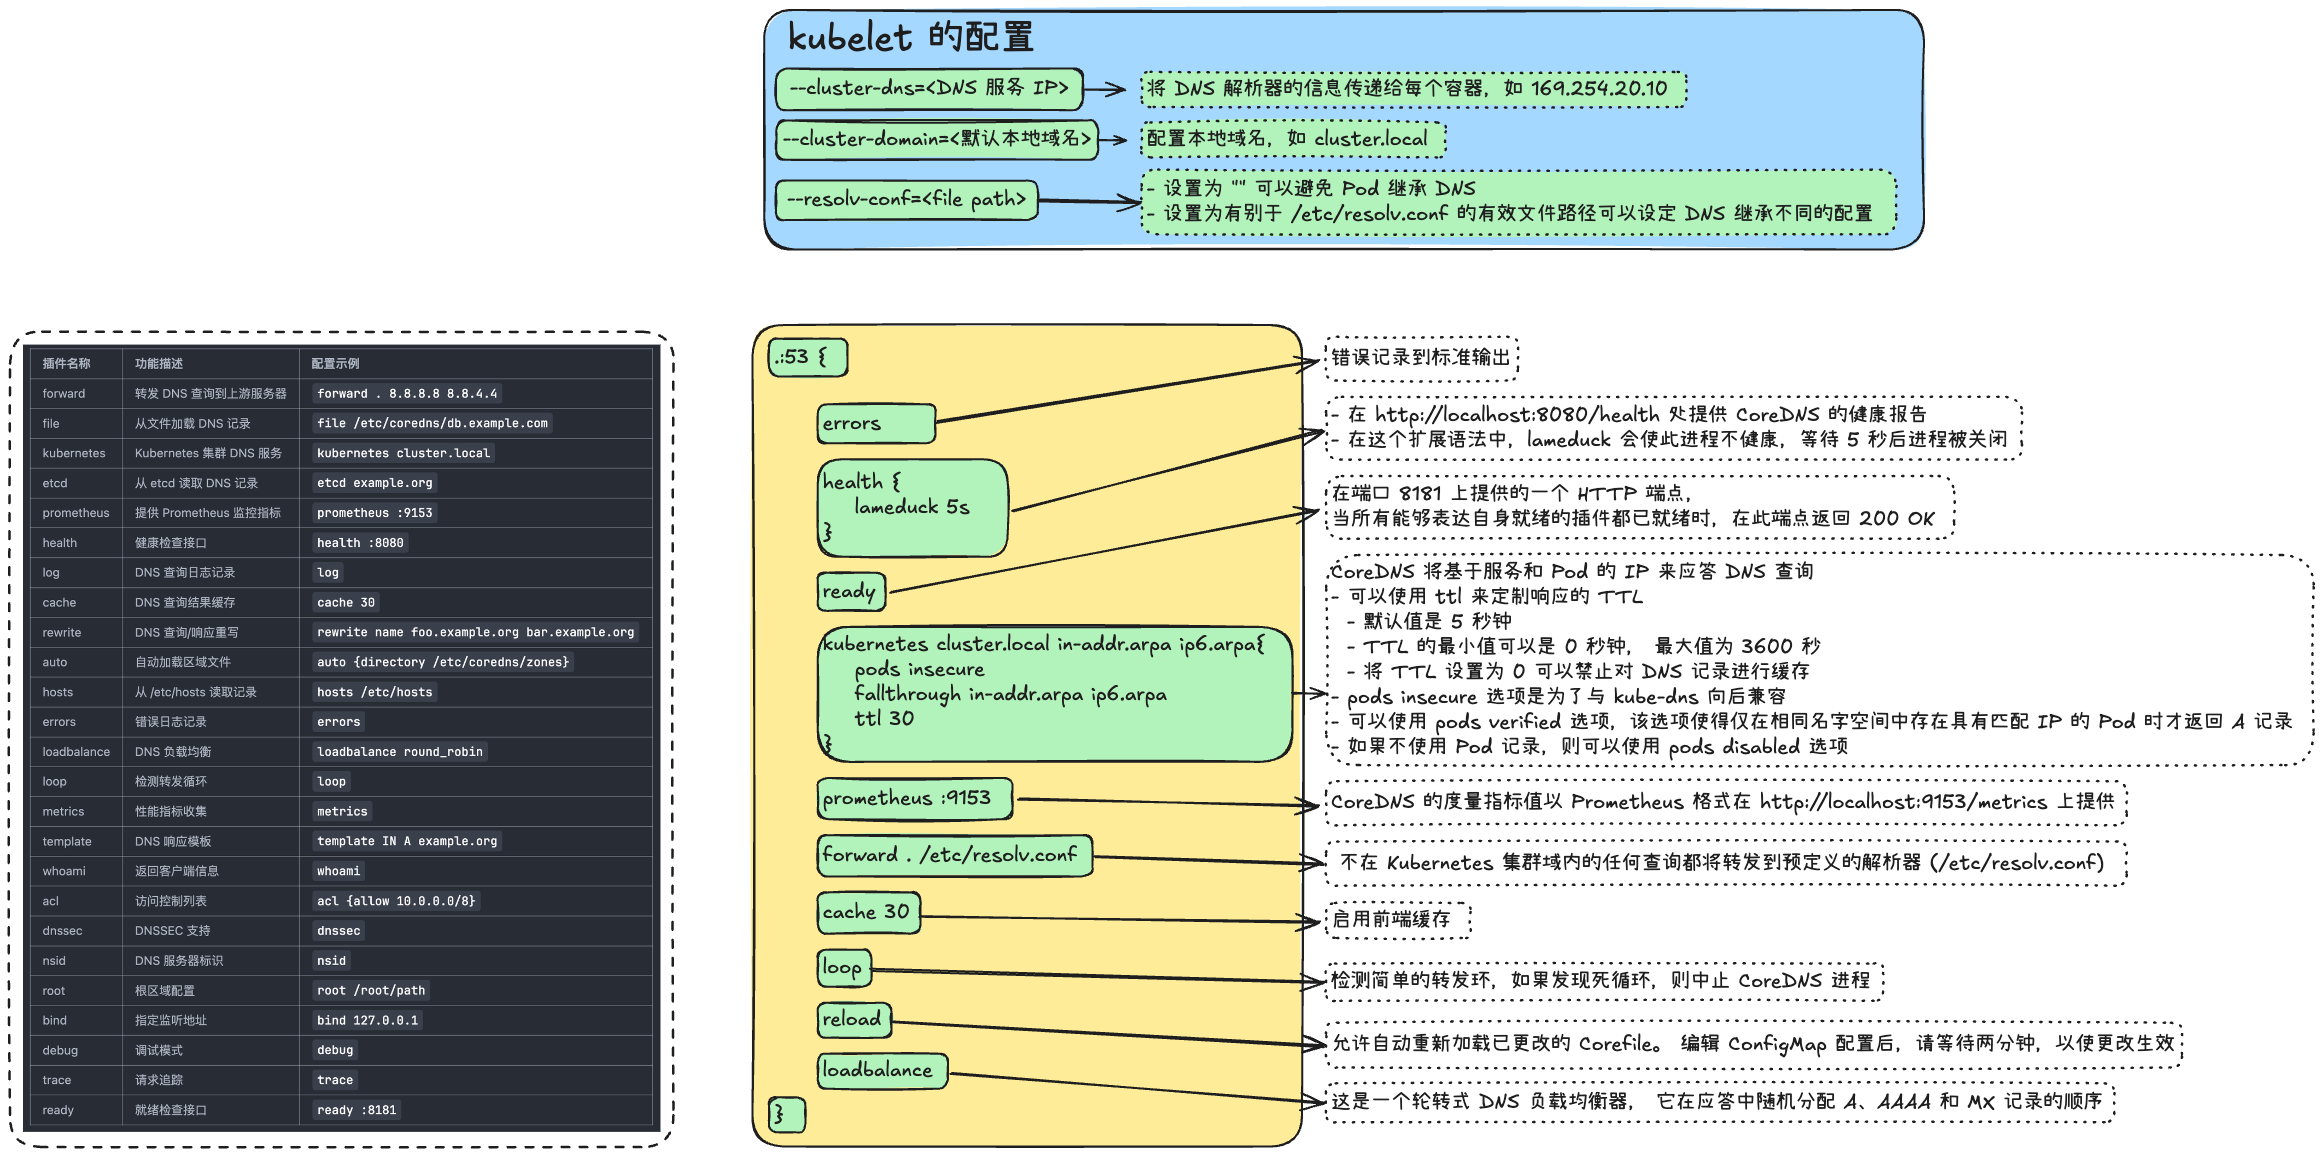 kubelet 的配置
--cluster-dns=<DNS 服务 IP>
将 DNS 解析器的信息传递给每个容器，如 169.254.20.10
--cluster-domain=<默认本地域名>
配置本地域名，如 cluster.local
--resolv-conf=<file path>
- 设置为 "" 可以避免 Pod 继承 DNS
- 设置为有别于 /etc/resolv.conf 的有效文件路径可以设定 DNS 继承不同的配置
插件名称 功能描述 配置示例
forward 转发 DNS 查询到上游服务器 forward . 8.8.8.8 8.8.4.4
file 从文件加载 DNS 记录 file /etc/coredns/db.example.com
kubernetes Kubernetes 集群 DNS 服务 kubernetes cluster.local
etcd 从 etcd 读取 DNS 记录 etcd example.org
prometheus 提供 Prometheus 监控指标 prometheus :9153
health 健康检查接口 health :8080
log DNS 查询日志记录 log
cache DNS 查询结果缓存 cache 30
rewrite DNS 查询/响应重写 rewrite name foo.example.org bar.example.org
auto 自动加载区域文件 auto {directory /etc/coredns/zones}
hosts 从 /etc/hosts 读取记录 hosts /etc/hosts
errors 错误日志记录 errors
loadbalance DNS 负载均衡 loadbalance round_robin
loop 检测转发循环 loop
metrics 性能指标收集 metrics
template DNS 响应模板 template IN A example.org
whoami 返回客户端信息 whoami
acl 访问控制列表 acl {allow 10.0.0.0/8}
dnssec DNSSEC 支持 dnssec
nsid DNS 服务器标识 nsid
root 根区域配置 root /root/path
bind 指定监听地址 bind 127.0.0.1
debug 调试模式 debug
trace 请求追踪 trace
ready 就绪检查接口 ready :8181
.:53 {
errors
错误记录到标准输出
health {
lameduck 5s
}
- 在 http://localhost:8080/health 处提供 CoreDNS 的健康报告
- 在这个扩展语法中，lameduck 会使此进程不健康，等待 5 秒后进程被关闭
ready
在端口 8181 上提供的一个 HTTP 端点，
当所有能够表达自身就绪的插件都已就绪时，在此端点返回 200 OK
kubernetes cluster.local in-addr.arpa ip6.arpa{
pods insecure
fallthrough in-addr.arpa ip6.arpa
ttl 30
}
CoreDNS 将基于服务和 Pod 的 IP 来应答 DNS 查询
- 可以使用 ttl 来定制响应的 TTL
- 默认值是 5 秒钟
- TTL 的最小值可以是 0 秒钟， 最大值为 3600 秒
- 将 TTL 设置为 0 可以禁止对 DNS 记录进行缓存
- pods insecure 选项是为了与 kube-dns 向后兼容
- 可以使用 pods verified 选项，该选项使得仅在相同名字空间中存在具有匹配 IP 的 Pod 时才返回 A 记录
- 如果不使用 Pod 记录，则可以使用 pods disabled 选项
prometheus :9153
CoreDNS 的度量指标值以 Prometheus 格式在 http://localhost:9153/metrics 上提供
forward . /etc/resolv.conf
不在 Kubernetes 集群域内的任何查询都将转发到预定义的解析器 (/etc/resolv.conf)
cache 30
启用前端缓存
loop
检测简单的转发环，如果发现死循环，则中止 CoreDNS 进程
reload
允许自动重新加载已更改的 Corefile。 编辑 ConfigMap 配置后，请等待两分钟，以使更改生效
loadbalance
这是一个轮转式 DNS 负载均衡器， 它在应答中随机分配 A、AAAA 和 MX 记录的顺序
}